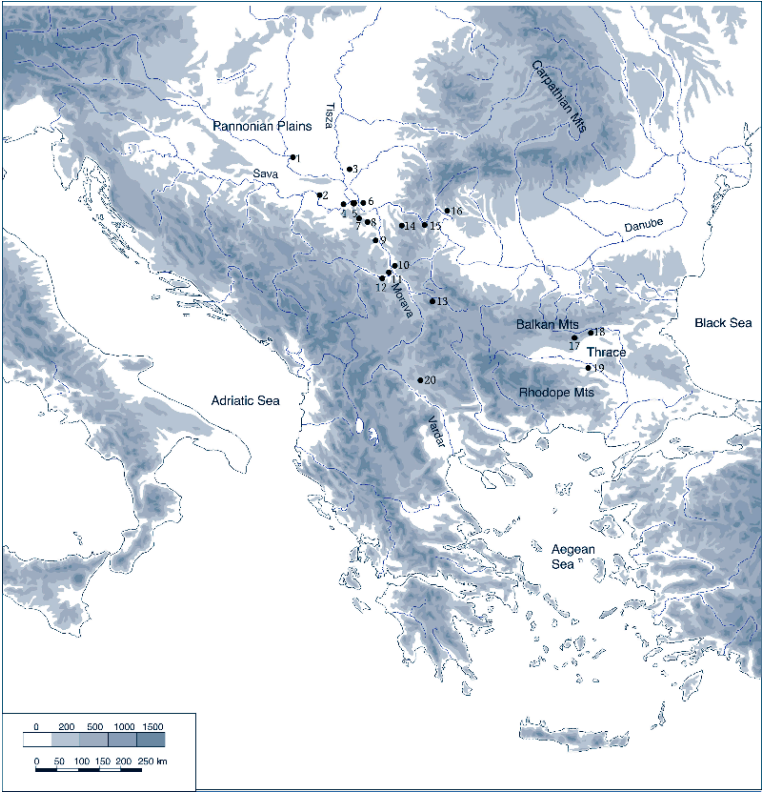 Carpathian Mts
Tisza
Pannonian Plains
1
3
Sava
2
4
5
6
16
7
8
14
15
Danube
9
10
11
12
Morava
13
Balkan Mts
18
Black Sea
17
Thrace
19
20
Rhodope Mts
Adriatic Sea
Vardar
Aegean
Sea
0 200 500 1000 1500
0 50 100 150 200 250 km